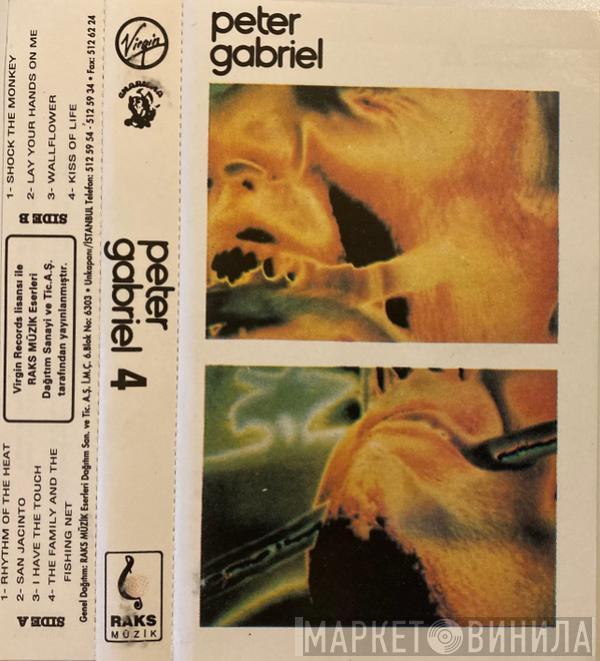 peter
gabriel
Virgin
CHARISMA
peter
gabriel 4
RAKS
MÜZİK
SIDE A
1- RHYTHM OF THE HEAT
2- SAN JACINTO
3- I HAVE THE TOUCH
4- THE FAMILY AND THE
FISHING NET
Virgin Records lisansı ile
RAKS MÜZİK Eserleri
Dağıtım Sanayi ve Tic.A.Ş.
tarafından yayınlanmıştır.
SIDE B
1- SHOCK THE MONKEY
2- LAY YOUR HANDS ON ME
3- WALLFLOWER
4- KISS OF LIFE
Genel Dağıtım: RAKS MÜZİK Eserleri Dağıtım San. ve Tic. A.Ş. İ.M.Ç. 6.Blok No: 6303 • Unkapanı/İSTANBUL Telefon: 512 59 54 - 512 59 34 • Fax: 512 62 24
МАРКЕТ ВИНИЛА